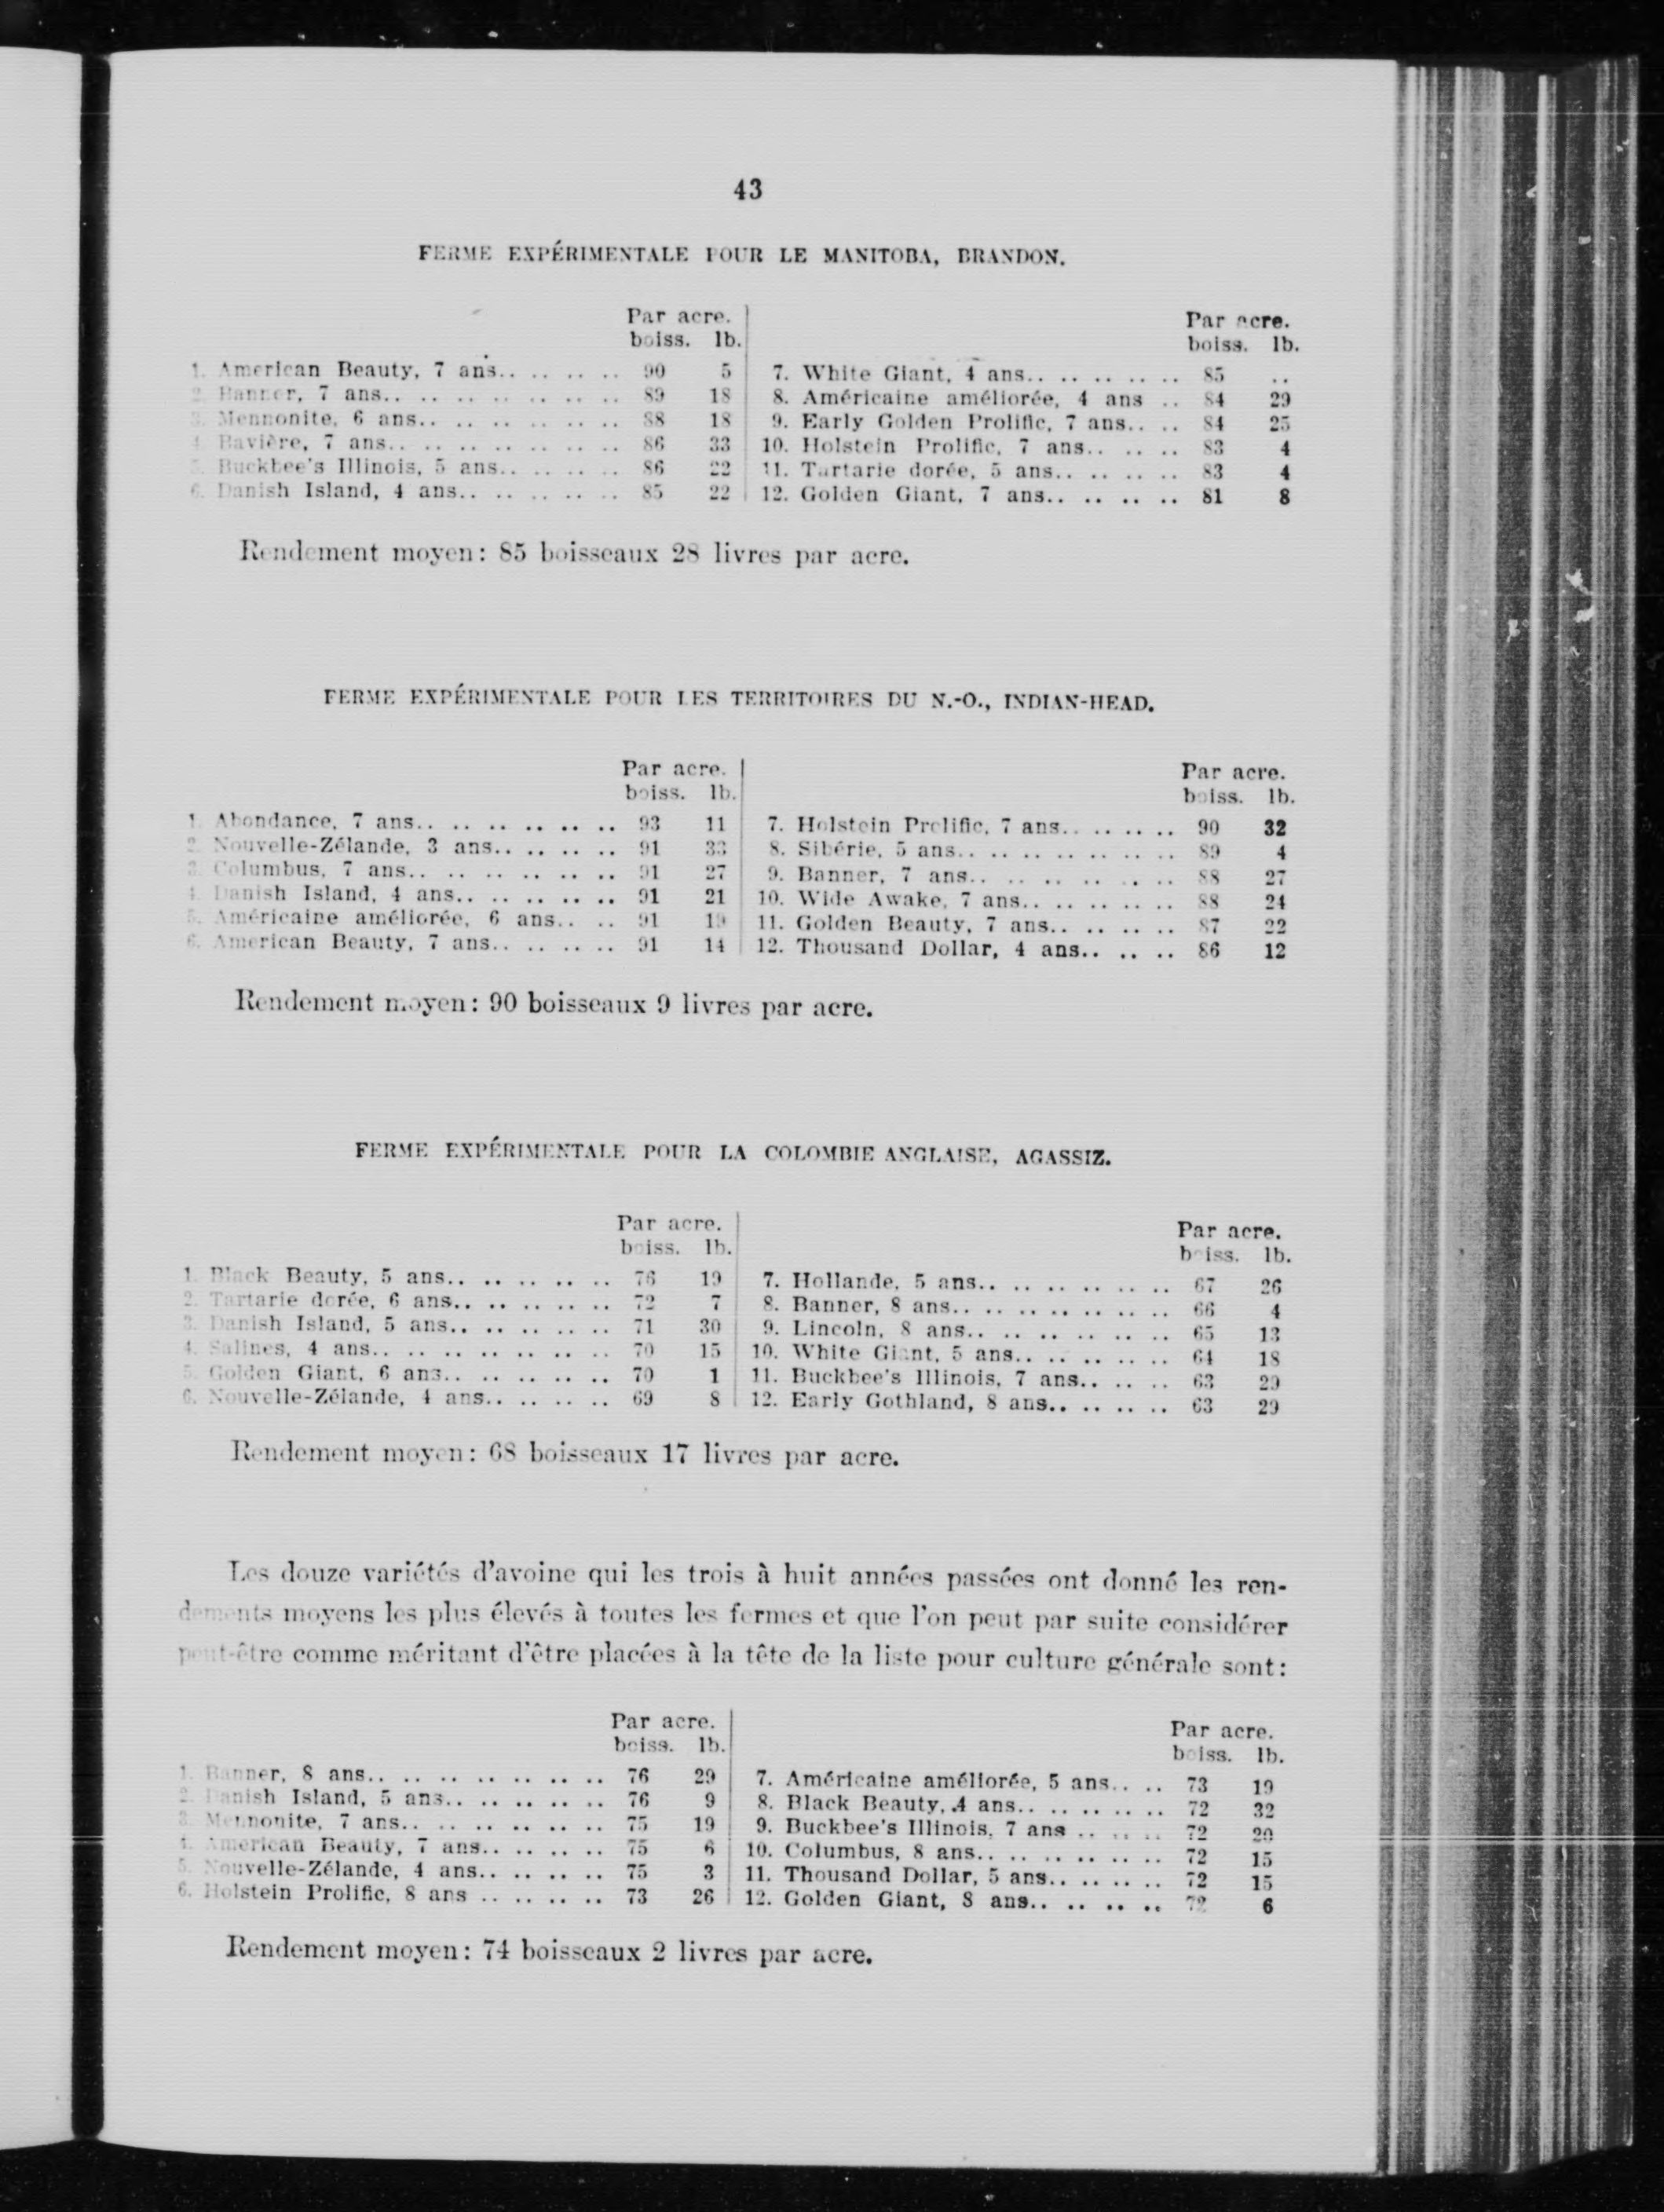 43
FERME EXPÉRIMENTALE POUR LE MANITOBA, BRANDON.
Par acre.
boiss. lb.
1. American Beauty, 7 ans.. .. .. .. 90 5
2. Banner, 7 ans.. .. .. .. .. .. .. 89 18
3. Mennonite, 6 ans.. .. .. .. .. .. 88 18
4. Bavière, 7 ans.. .. .. .. .. .. .. 86 33
5. Buckbee's Illinois, 5 ans.. .. .. .. 86 22
6. Danish Island, 4 ans.. .. .. .. .. 85 22
Par acre.
boiss. lb.
7. White Giant, 4 ans.. .. .. .. .. 85 ..
8. Américaine améliorée, 4 ans .. 84 29
9. Early Golden Prolific, 7 ans.. .. 84 25
10. Holstein Prolific, 7 ans.. .. .. 83 4
11. Tartarie dorée, 5 ans.. .. .. .. 83 4
12. Golden Giant, 7 ans.. .. .. .. 81 8
Rendement moyen: 85 boisseaux 28 livres par acre.
FERME EXPÉRIMENTALE POUR LES TERRITOIRES DU N.-O., INDIAN-HEAD.
Par acre.
boiss. lb.
1. Abondance, 7 ans.. .. .. .. .. .. 93 11
2. Nouvelle-Zélande, 3 ans.. .. .. .. 91 33
3. Columbus, 7 ans.. .. .. .. .. .. 91 27
4. Danish Island, 4 ans.. .. .. .. .. 91 21
5. Américaine améliorée, 6 ans.. .. 91 19
6. American Beauty, 7 ans.. .. .. .. 91 14
Par acre.
boiss. lb.
7. Holstein Prolific, 7 ans.. .. .. .. 90 32
8. Sibérie, 5 ans.. .. .. .. .. .. .. 89 4
9. Banner, 7 ans.. .. .. .. .. .. 88 27
10. Wide Awake, 7 ans.. .. .. .. .. 88 24
11. Golden Beauty, 7 ans.. .. .. .. 87 22
12. Thousand Dollar, 4 ans.. .. .. 86 12
Rendement moyen: 90 boisseaux 9 livres par acre.
FERME EXPÉRIMENTALE POUR LA COLOMBIE ANGLAISE, AGASSIZ.
Par acre.
boiss. lb.
1. Black Beauty, 5 ans.. .. .. .. .. 76 19
2. Tartarie dorée, 6 ans.. .. .. .. .. 72 7
3. Danish Island, 5 ans.. .. .. .. .. 71 30
4. Salines, 4 ans.. .. .. .. .. .. .. 70 15
5. Golden Giant, 6 ans.. .. .. .. .. 70 1
6. Nouvelle-Zélande, 4 ans.. .. .. .. 69 8
Par acre.
boiss. lb.
7. Hollande, 5 ans.. .. .. .. .. .. 67 26
8. Banner, 8 ans.. .. .. .. .. .. .. 66 4
9. Lincoln, 8 ans.. .. .. .. .. .. 65 13
10. White Giant, 5 ans.. .. .. .. .. 64 18
11. Buckbee's Illinois, 7 ans.. .. .. 63 29
12. Early Gothland, 8 ans.. .. .. .. 63 29
Rendement moyen: 68 boisseaux 17 livres par acre.
Les douze variétés d'avoine qui les trois à huit années passées ont donné les ren-
dements moyens les plus élevés à toutes les fermes et que l'on peut par suite considérer
peut-être comme méritant d'être placées à la tête de la liste pour culture générale sont:
Par acre.
boiss. lb.
1. Banner, 8 ans.. .. .. .. .. .. .. 76 29
2. Danish Island, 5 ans.. .. .. .. .. 76 9
3. Mennonite, 7 ans.. .. .. .. .. .. 75 19
4. American Beauty, 7 ans.. .. .. .. 75 6
5. Nouvelle-Zélande, 4 ans.. .. .. .. 75 3
6. Holstein Prolific, 8 ans .. .. .. .. 73 26
Par acre.
boiss. lb.
7. Américaine améliorée, 5 ans.. .. 73 19
8. Black Beauty, 4 ans.. .. .. .. .. 72 32
9. Buckbee's Illinois, 7 ans .. .. .. 72 20
10. Columbus, 8 ans.. .. .. .. .. .. 72 15
11. Thousand Dollar, 5 ans.. .. .. .. 72 15
12. Golden Giant, 8 ans.. .. .. .. 72 6
Rendement moyen: 74 boisseaux 2 livres par acre.